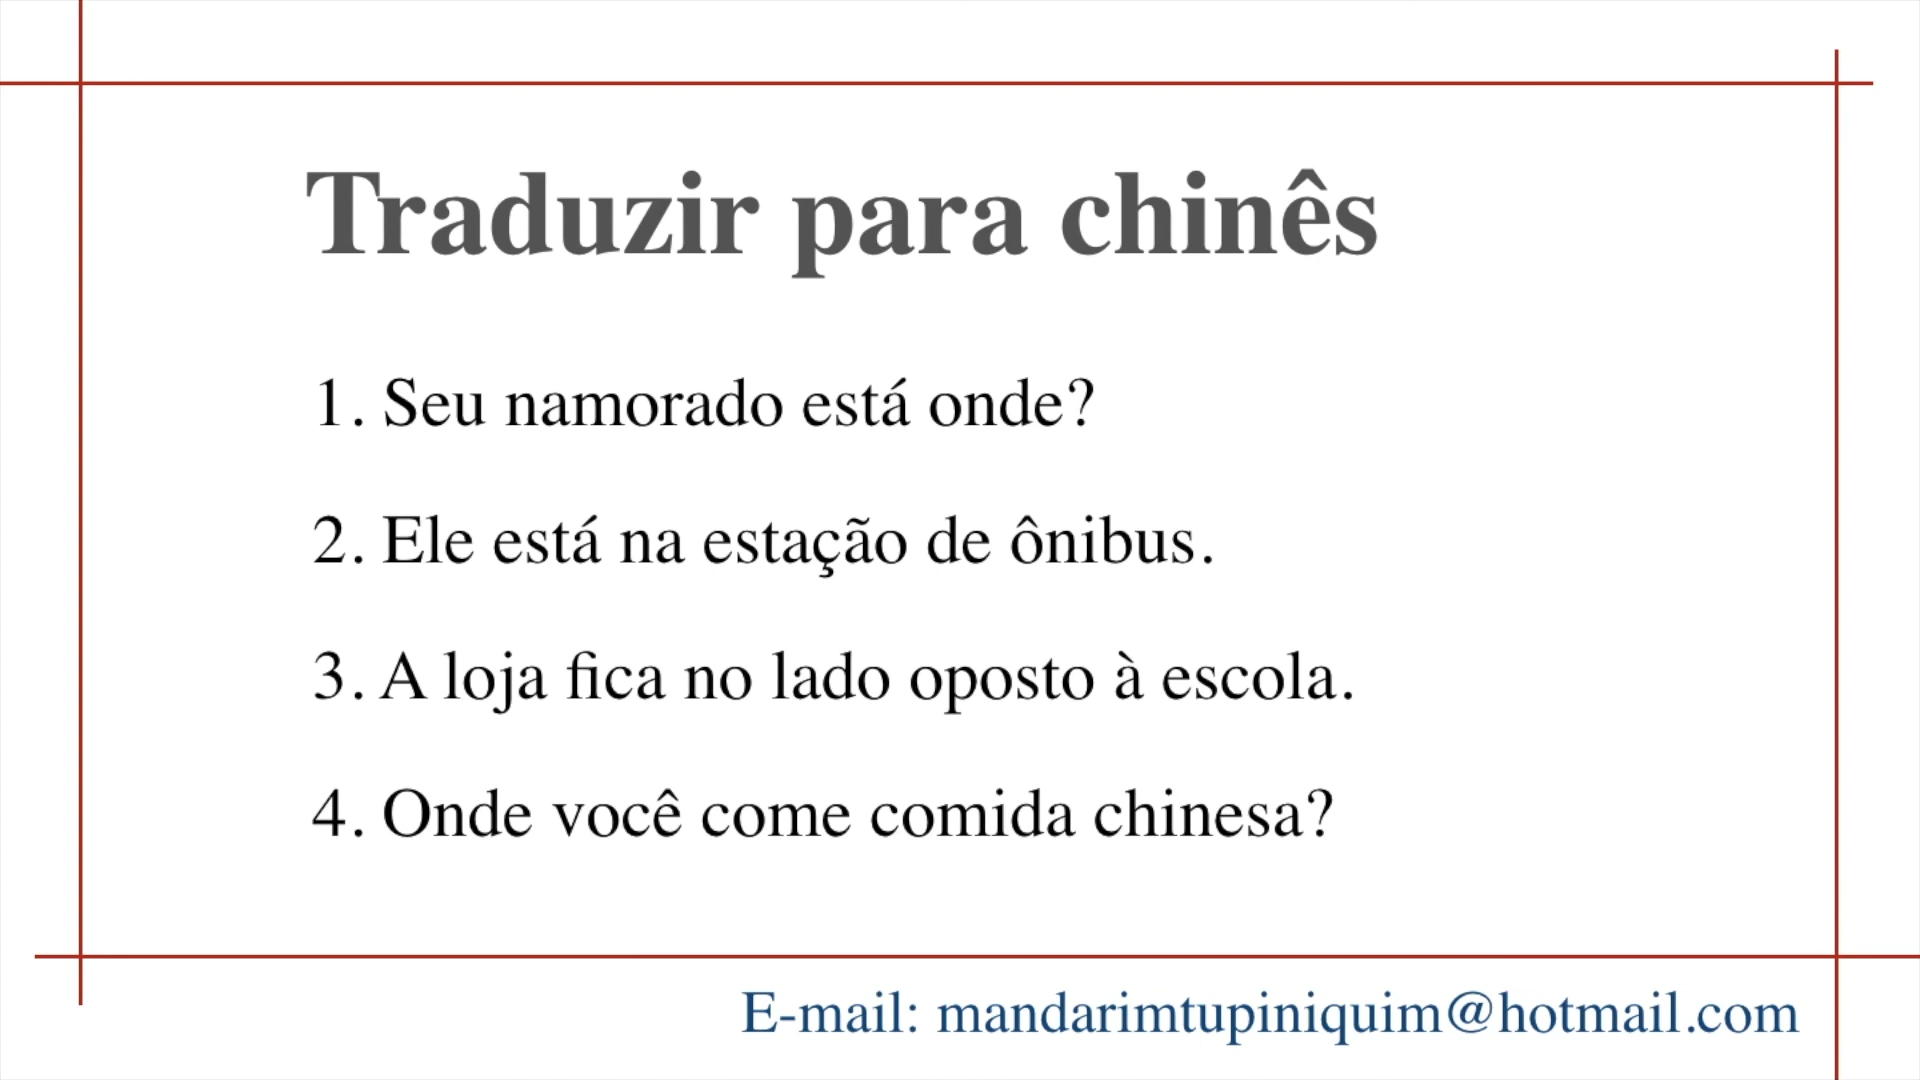 Traduzir para chinês
1. Seu namorado está onde?
2. Ele está na estação de ônibus.
3. A loja fica no lado oposto à escola.
4. Onde você come comida chinesa?
E-mail: mandarimtupiniquim@hotmail.com